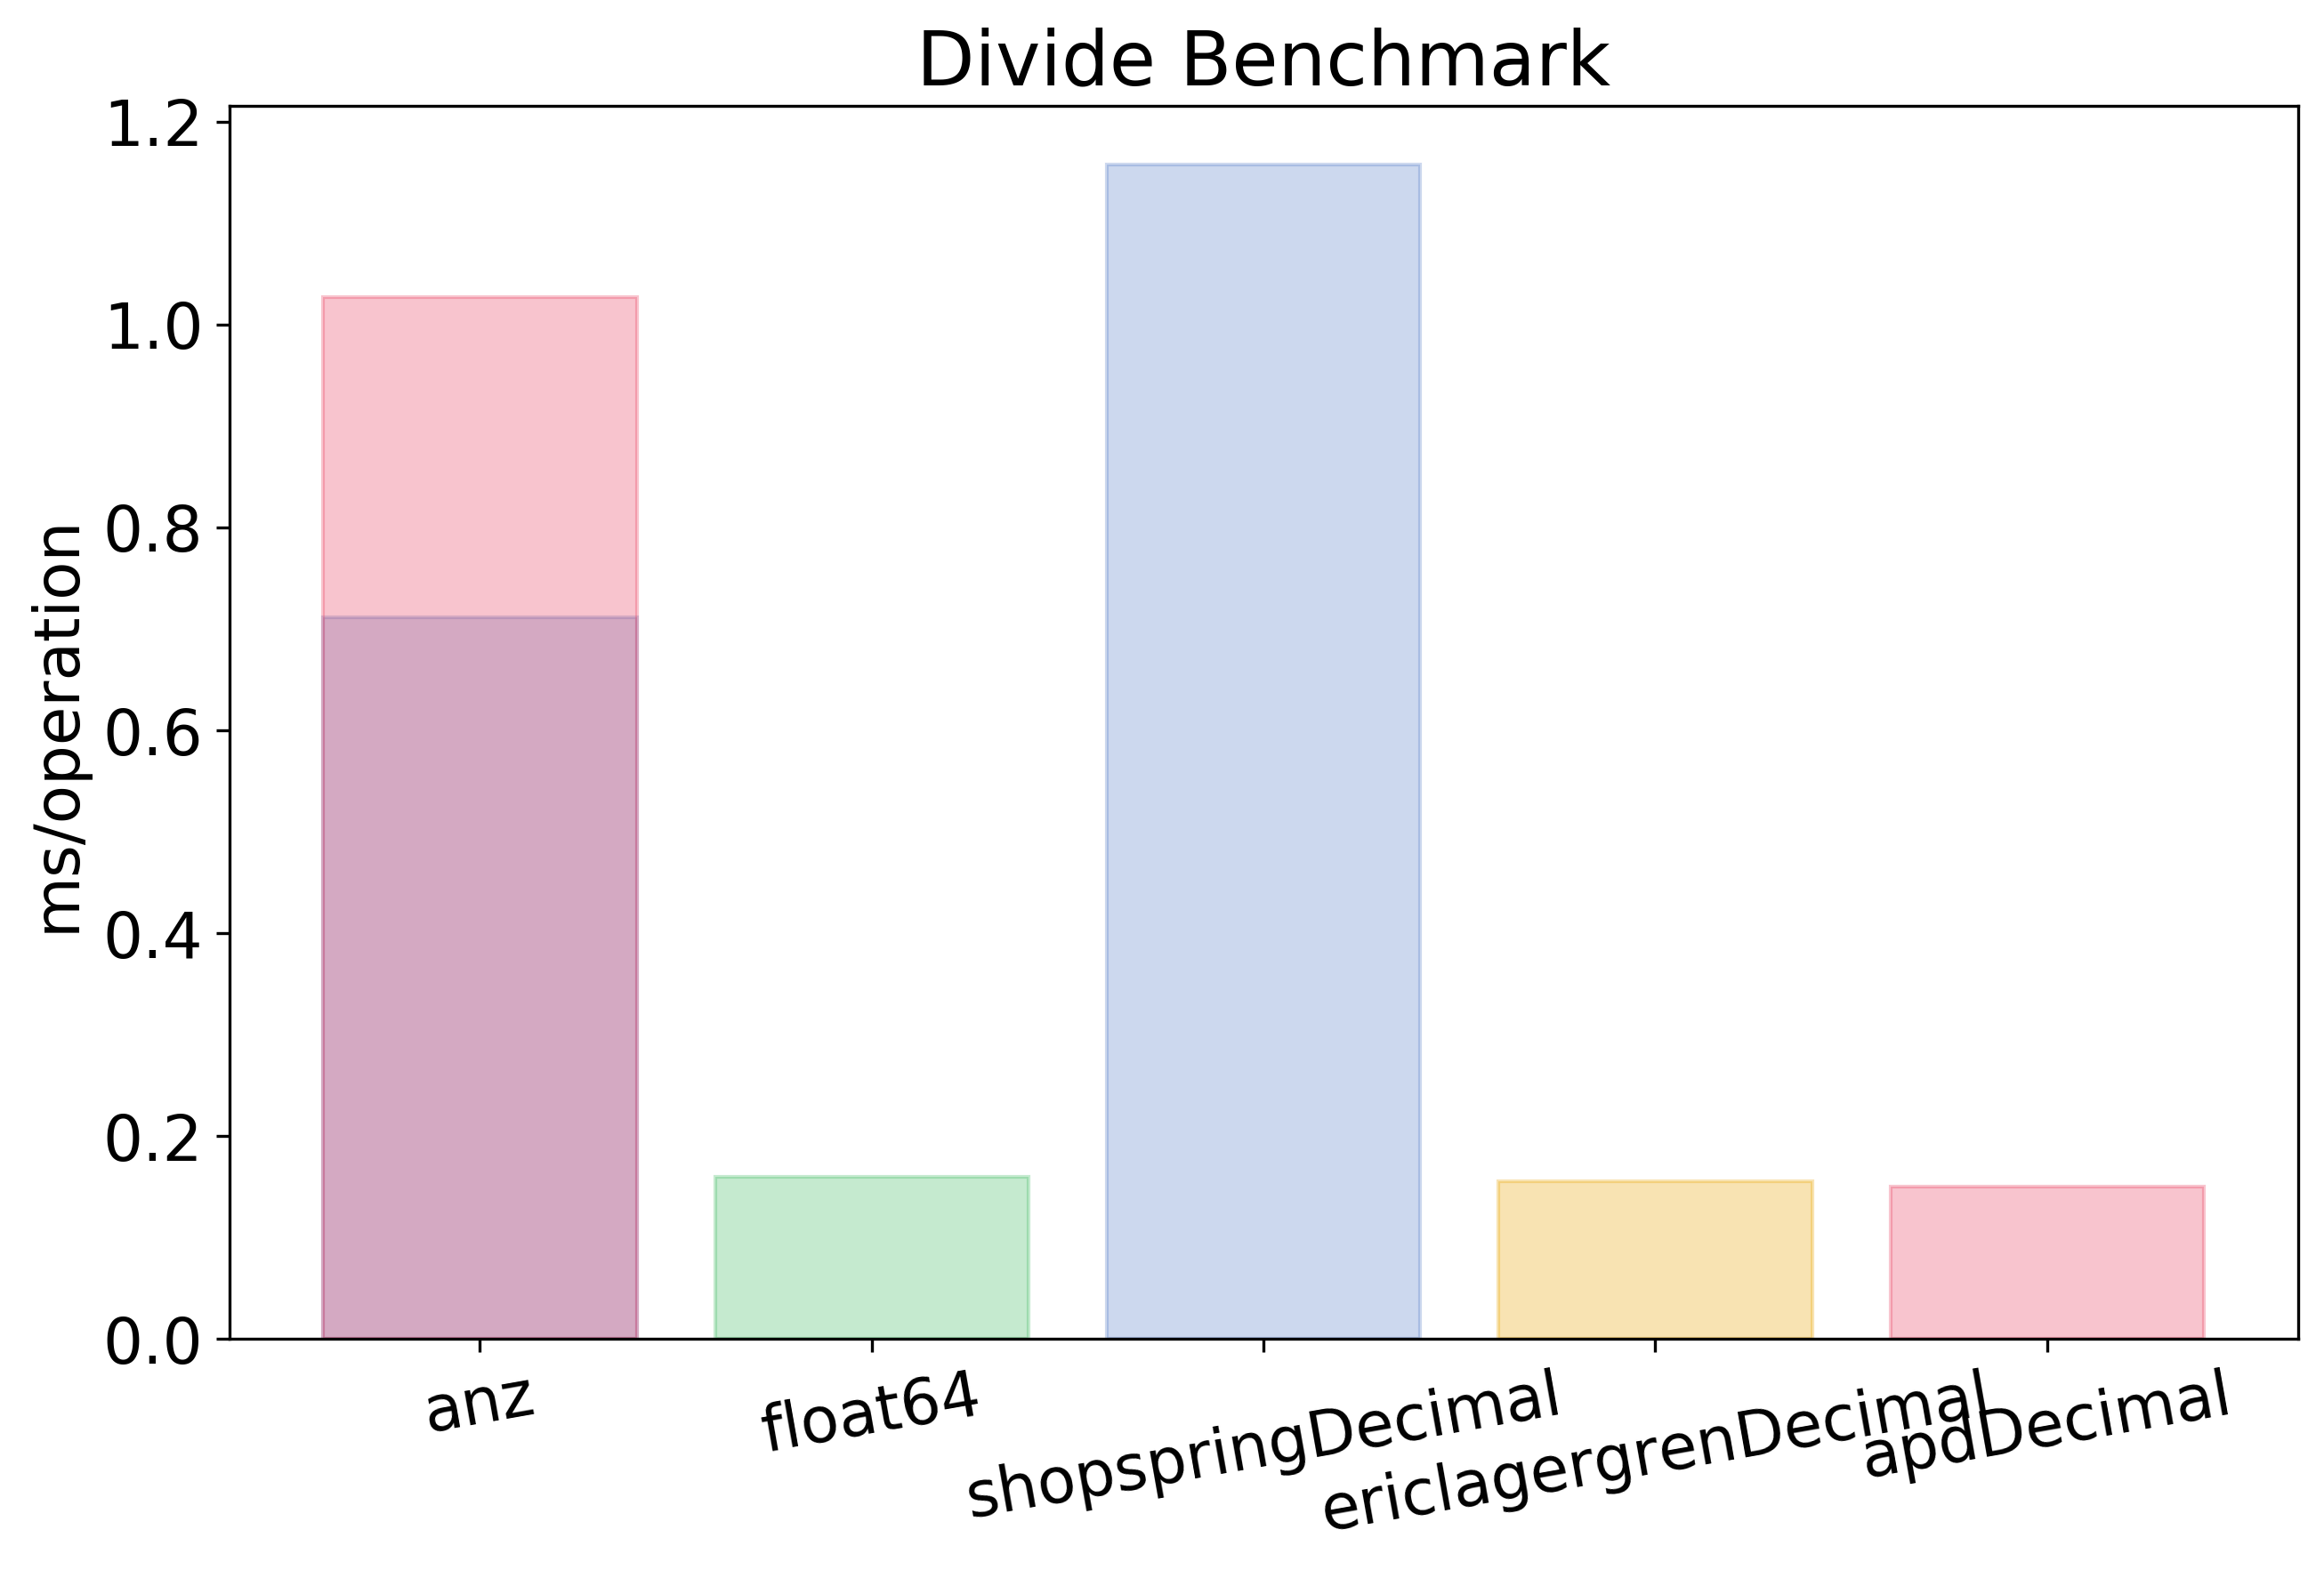 Divide Benchmark
ms/operation
1.2
1.0
0.8
0.6
0.4
0.2
0.0
anz
float64
shopspringDecimal
ericlagergrenDecimal
apdDecimal